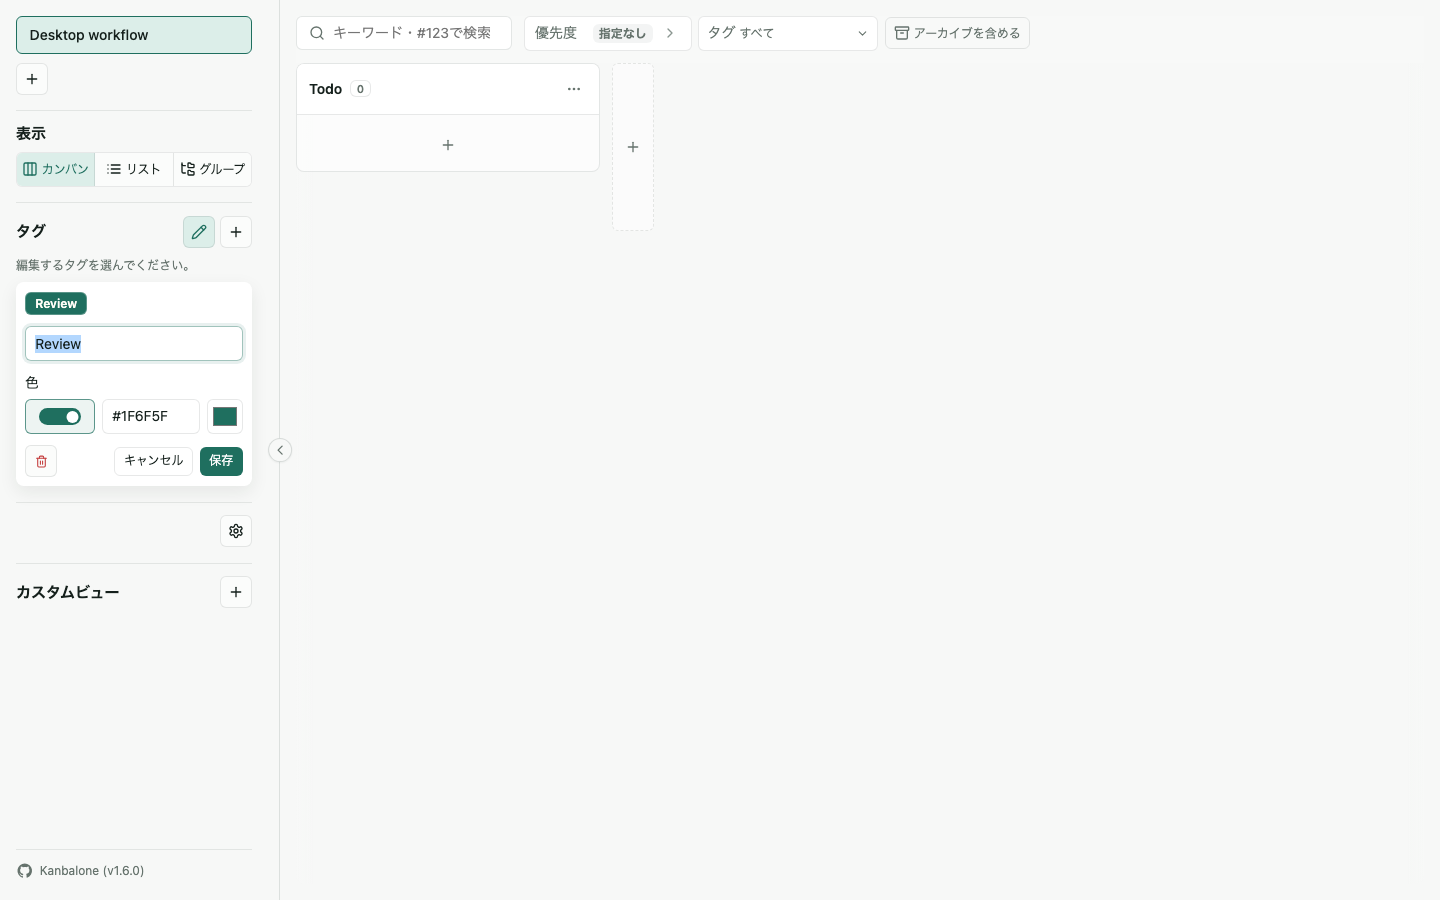 Desktop workflow
表示
カンバン リスト グループ
タグ
編集するタグを選んでください。
Review
Review
色
#1F6F5F
キャンセル 保存
カスタムビュー
Kanbalone (v1.6.0)
キーワード・#123で検索 優先度 指定なし タグ すべて アーカイブを含める
Todo 0